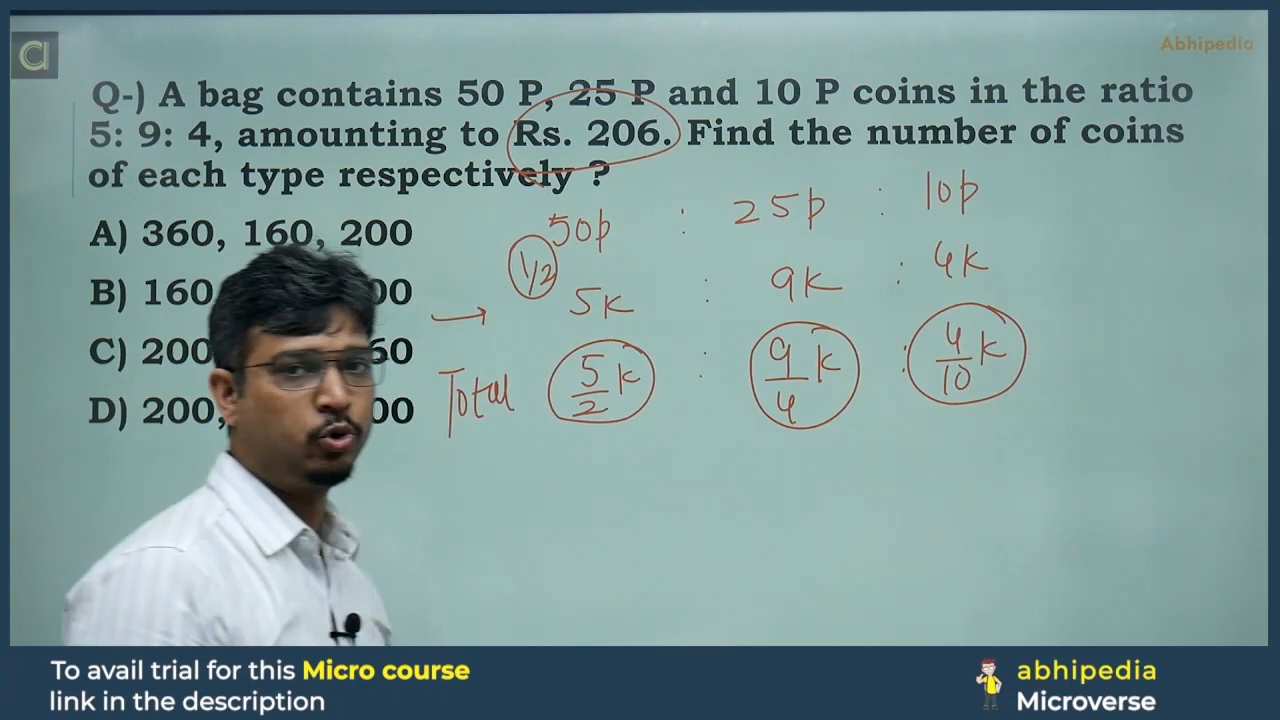 Abhipedia
Q-) A bag contains 50 P, 25 P and 10 P coins in the ratio
5: 9: 4, amounting to Rs. 206. Find the number of coins
of each type respectively ?
50p : 25p : 10p
A) 360, 160, 200
1/2
5k : 9k : 4k
B) 160 00
C) 200 60
Total 5/2 k : 9/4 k : 4/10 k
D) 200, 00
To avail trial for this Micro course
link in the description
abhipedia
Microverse